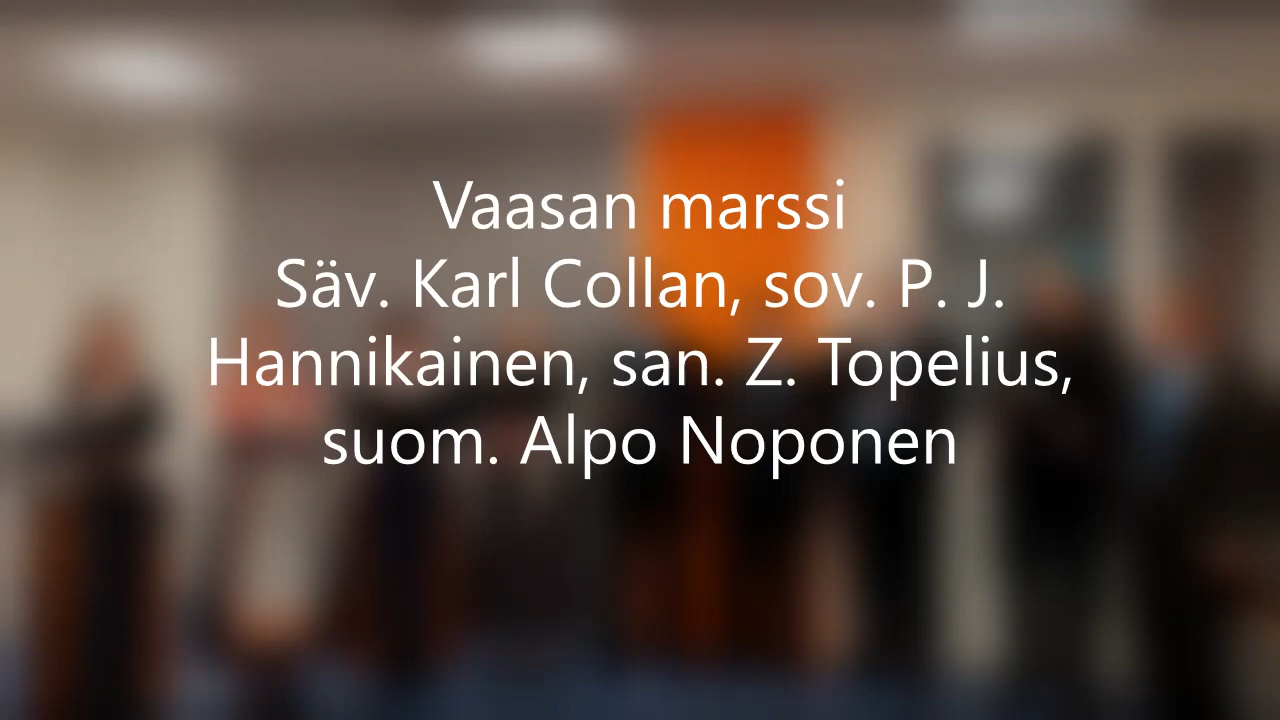 Vaasan marssi
Säv. Karl Collan, sov. P. J.
Hannikainen, san. Z. Topelius,
suom. Alpo Noponen